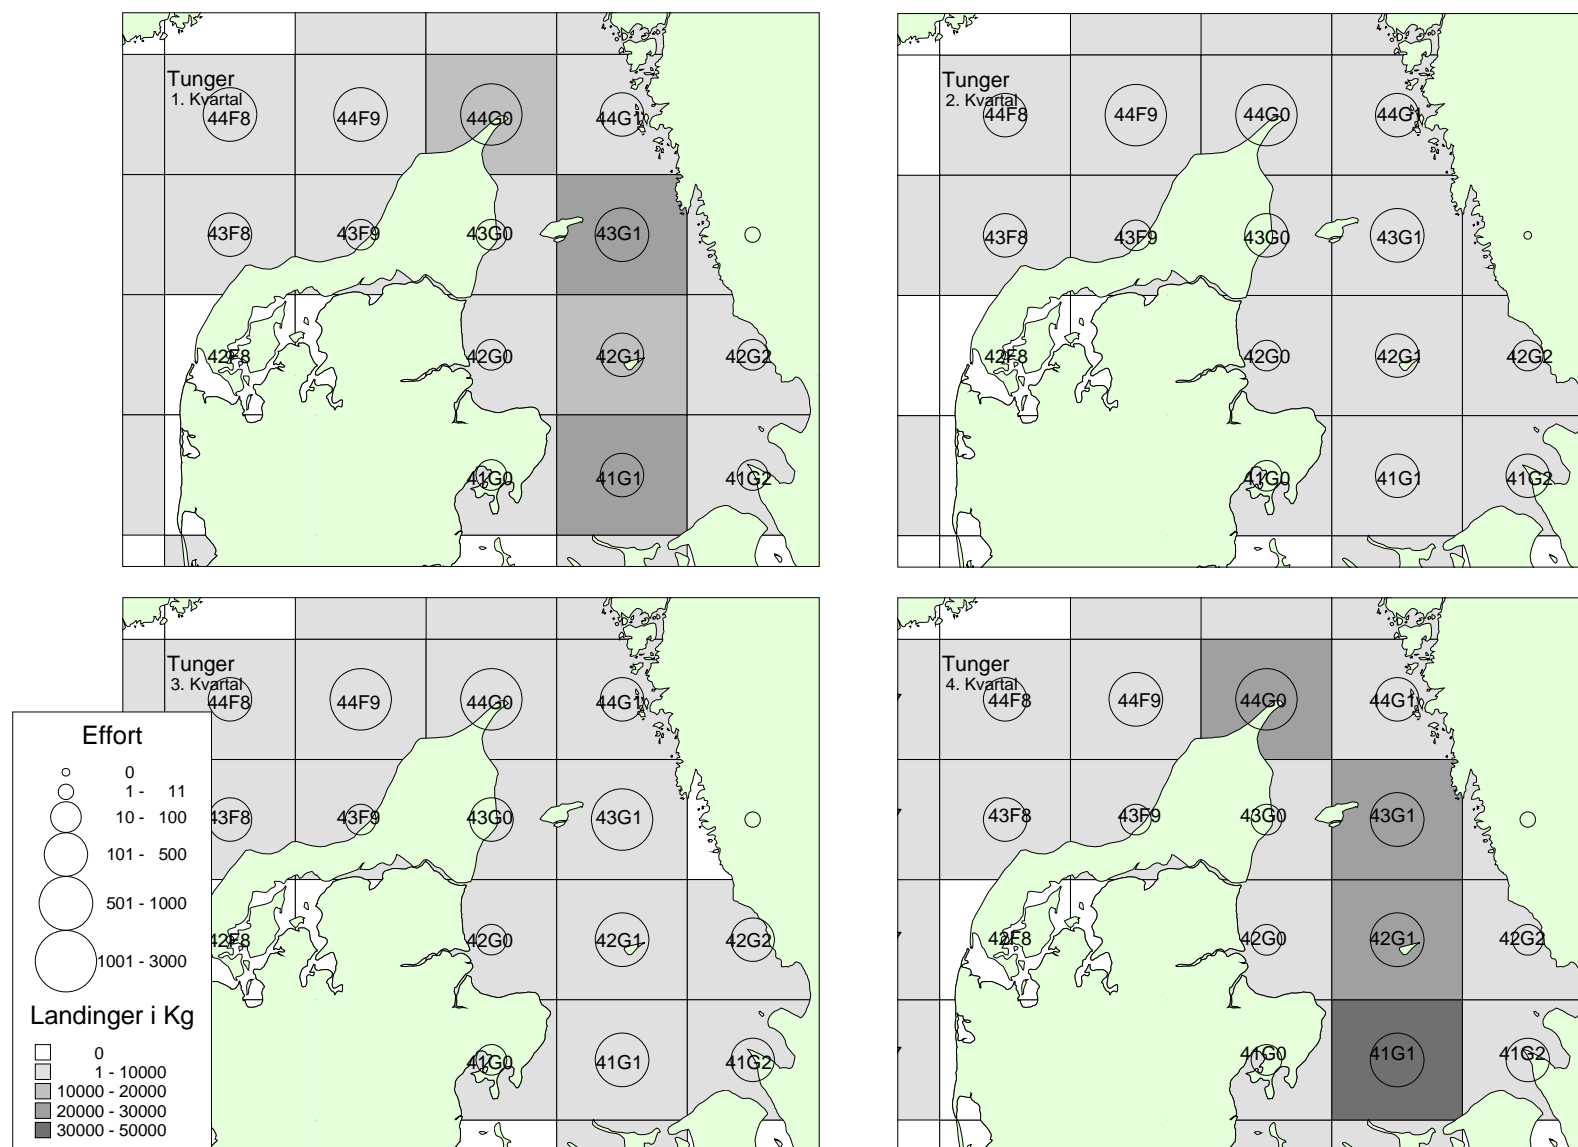 Tunger
1. Kvartal
44F8 44F9 44G0 44G1
43F8 43F9 43G0 43G1
42F8 42G0 42G1 42G2
41G0 41G1 41G2
Tunger
2. Kvartal
44F8 44F9 44G0 44G1
43F8 43F9 43G0 43G1
42F8 42G0 42G1 42G2
41G0 41G1 41G2
Tunger
3. Kvartal
44F8 44F9 44G0 44G1
43F8 43F9 43G0 43G1
42F8 42G0 42G1 42G2
41G0 41G1 41G2
Tunger
4. Kvartal
44F8 44F9 44G0 44G1
43F8 43F9 43G0 43G1
42F8 42G0 42G1 42G2
41G0 41G1 41G2
Effort
0
1 - 11
10 - 100
101 - 500
501 - 1000
1001 - 3000
Landinger i Kg
0
1 - 10000
10000 - 20000
20000 - 30000
30000 - 50000